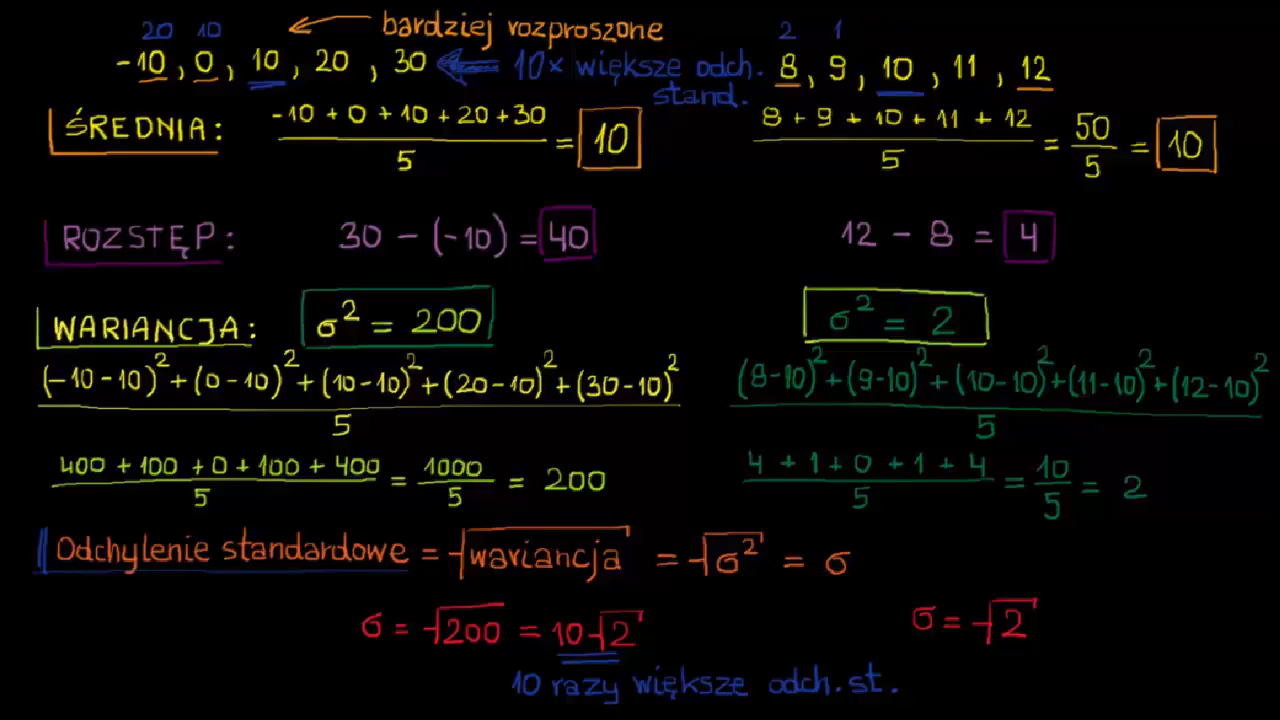 20 10 ← bardziej rozproszone 2 1
-10, 0, 10, 20, 30 ← 10x większe odch. stand. 8, 9, 10, 11, 12
ŚREDNIA: (-10 + 0 + 10 + 20 + 30)/5 = 10 (8 + 9 + 10 + 11 + 12)/5 = 50/5 = 10
ROZSTĘP: 30 - (-10) = 40 12 - 8 = 4
WARIANCJA: σ² = 200 σ² = 2
((-10-10)² + (0-10)² + (10-10)² + (20-10)² + (30-10)²)/5 ((8-10)² + (9-10)² + (10-10)² + (11-10)² + (12-10)²)/5
(400 + 100 + 0 + 100 + 400)/5 = 1000/5 = 200 (4 + 1 + 0 + 1 + 4)/5 = 10/5 = 2
Odchylenie standardowe = √wariancja = √σ² = σ
σ = √200 = 10√2 σ = √2
10 razy większe odch. st.